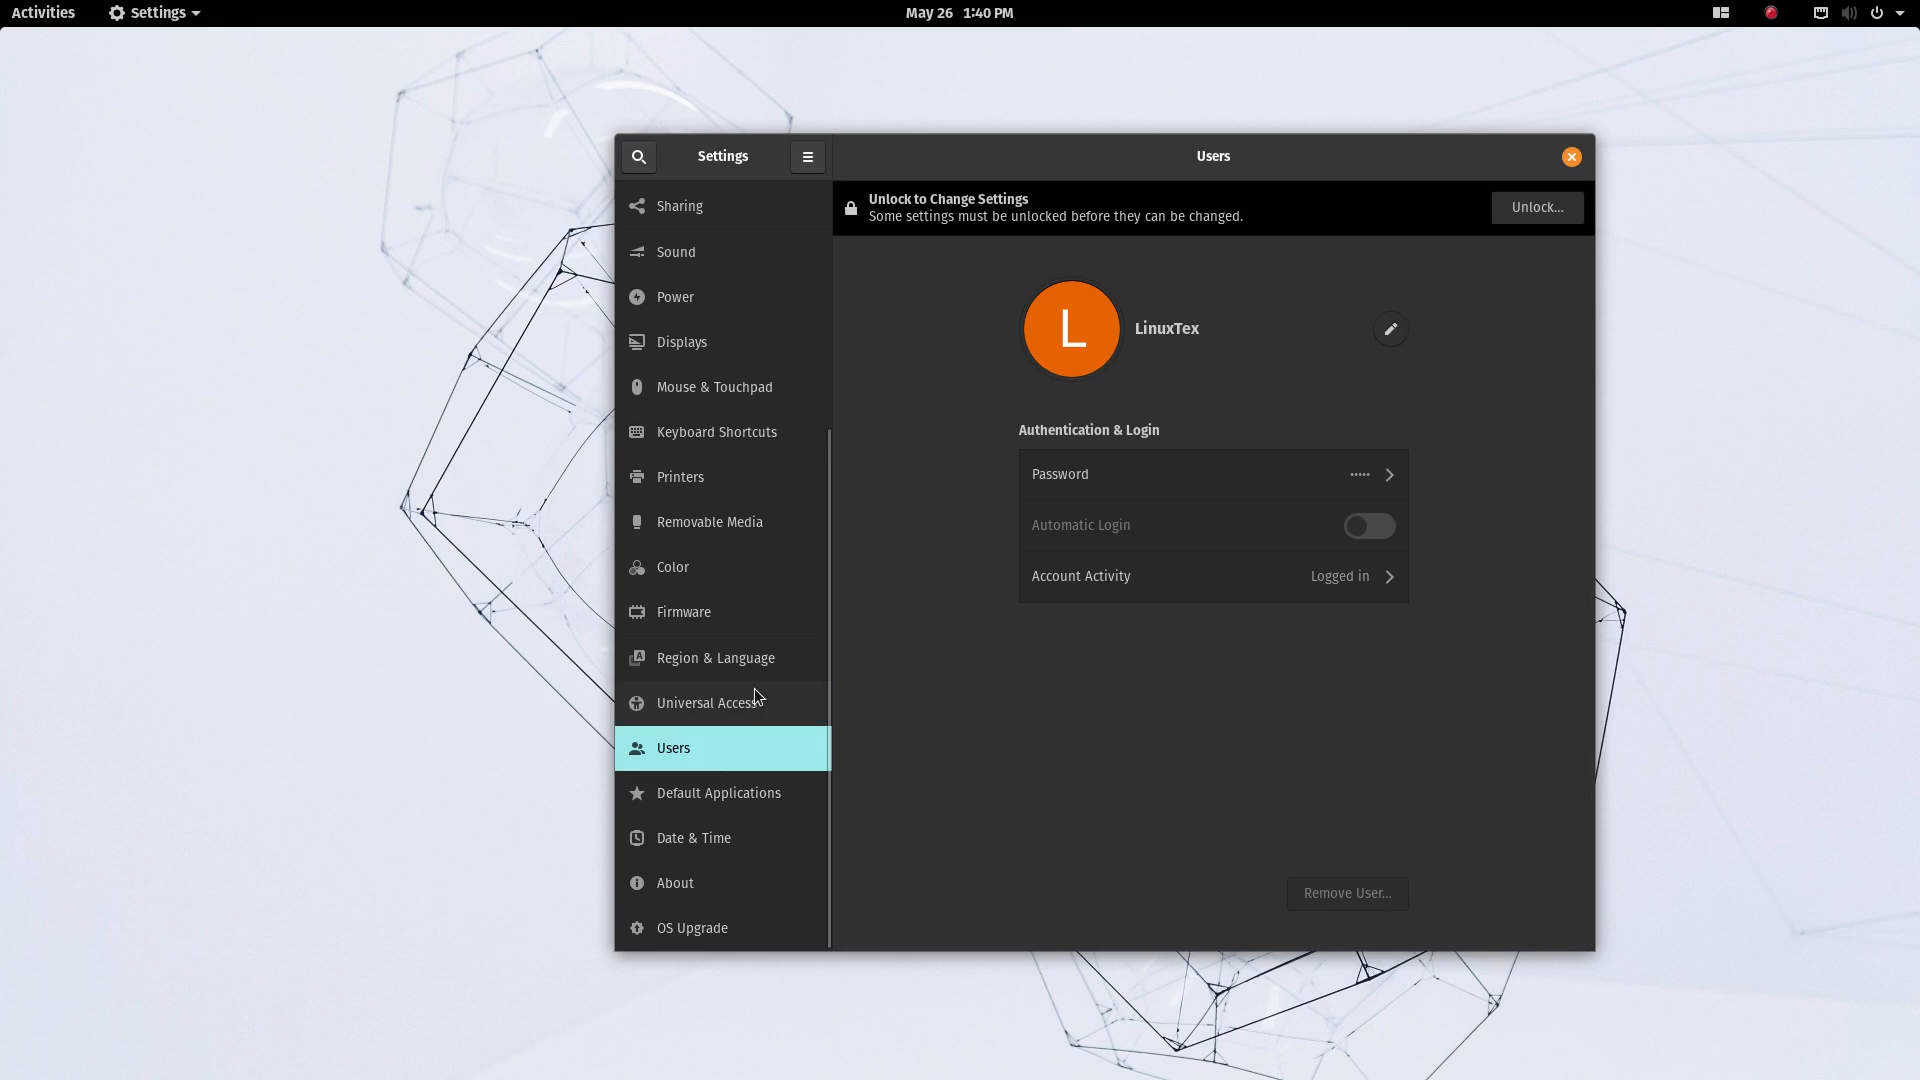 Activities
Settings
May 26 1:40 PM
Settings
Users
Unlock to Change Settings
Some settings must be unlocked before they can be changed.
Unlock...
Sharing
Sound
Power
Displays
Mouse & Touchpad
Keyboard Shortcuts
Printers
Removable Media
Color
Firmware
Region & Language
Universal Access
Users
Default Applications
Date & Time
About
OS Upgrade
L
LinuxTex
Authentication & Login
Password •••••
Automatic Login
Account Activity Logged in
Remove User...